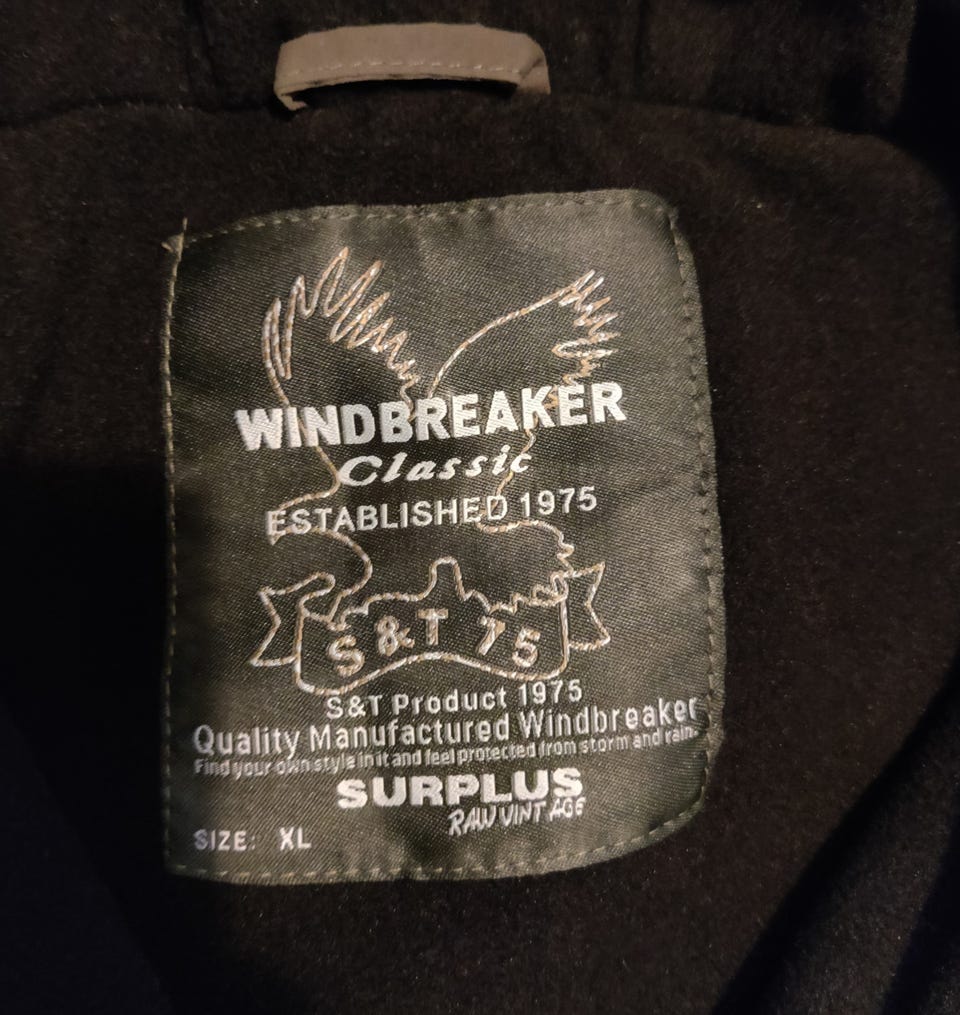 WINDBREAKER
Classic
ESTABLISHED 1975
S&T 75
S&T Product 1975
Quality Manufactured Windbreaker
Find your own style in it and feel protected from storm and rain.
SURPLUS
RAW VINTAGE
SIZE: XL